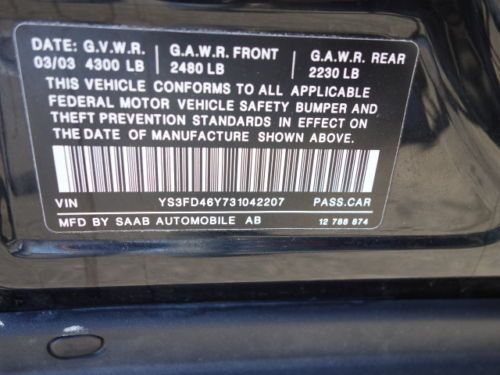 DATE: G.V.W.R. G.A.W.R. FRONT G.A.W.R. REAR
03/03 4300 LB 2480 LB 2230 LB
THIS VEHICLE CONFORMS TO ALL APPLICABLE
FEDERAL MOTOR VEHICLE SAFETY BUMPER AND
THEFT PREVENTION STANDARDS IN EFFECT ON
THE DATE OF MANUFACTURE SHOWN ABOVE.
VIN YS3FD46Y731042207 PASS.CAR
MFD BY SAAB AUTOMOBILE AB 12 788 674